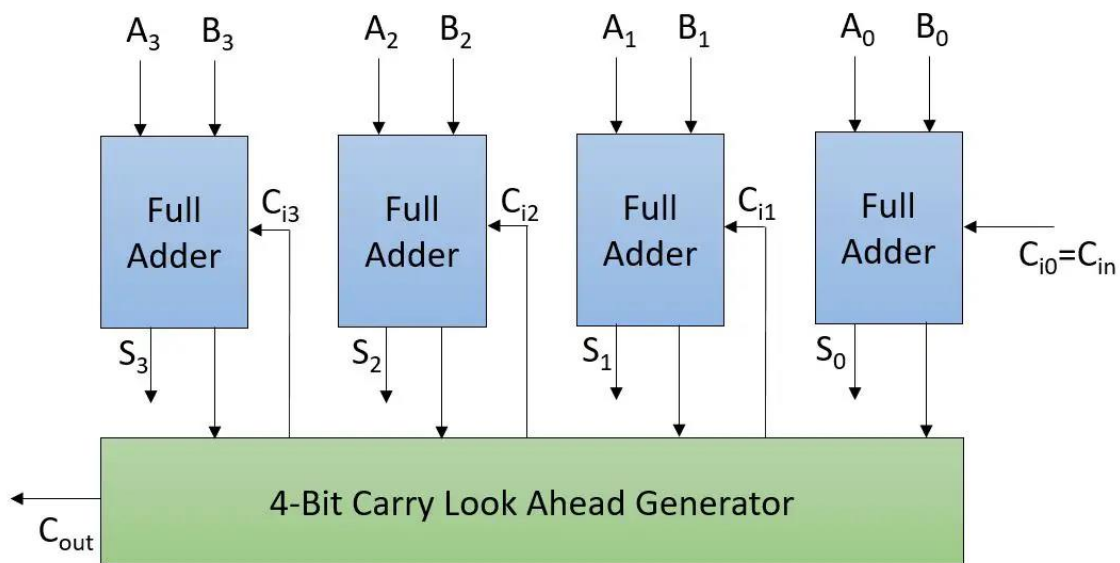 A₃ B₃ A₂ B₂ A₁ B₁ A₀ B₀
Full
Adder
Cᵢ₃
Full
Adder
Cᵢ₂
Full
Adder
Cᵢ₁
Full
Adder
Cᵢ₀=Cᵢₙ
S₃
S₂
S₁
S₀
4-Bit Carry Look Ahead Generator
Cₒᵤₜ